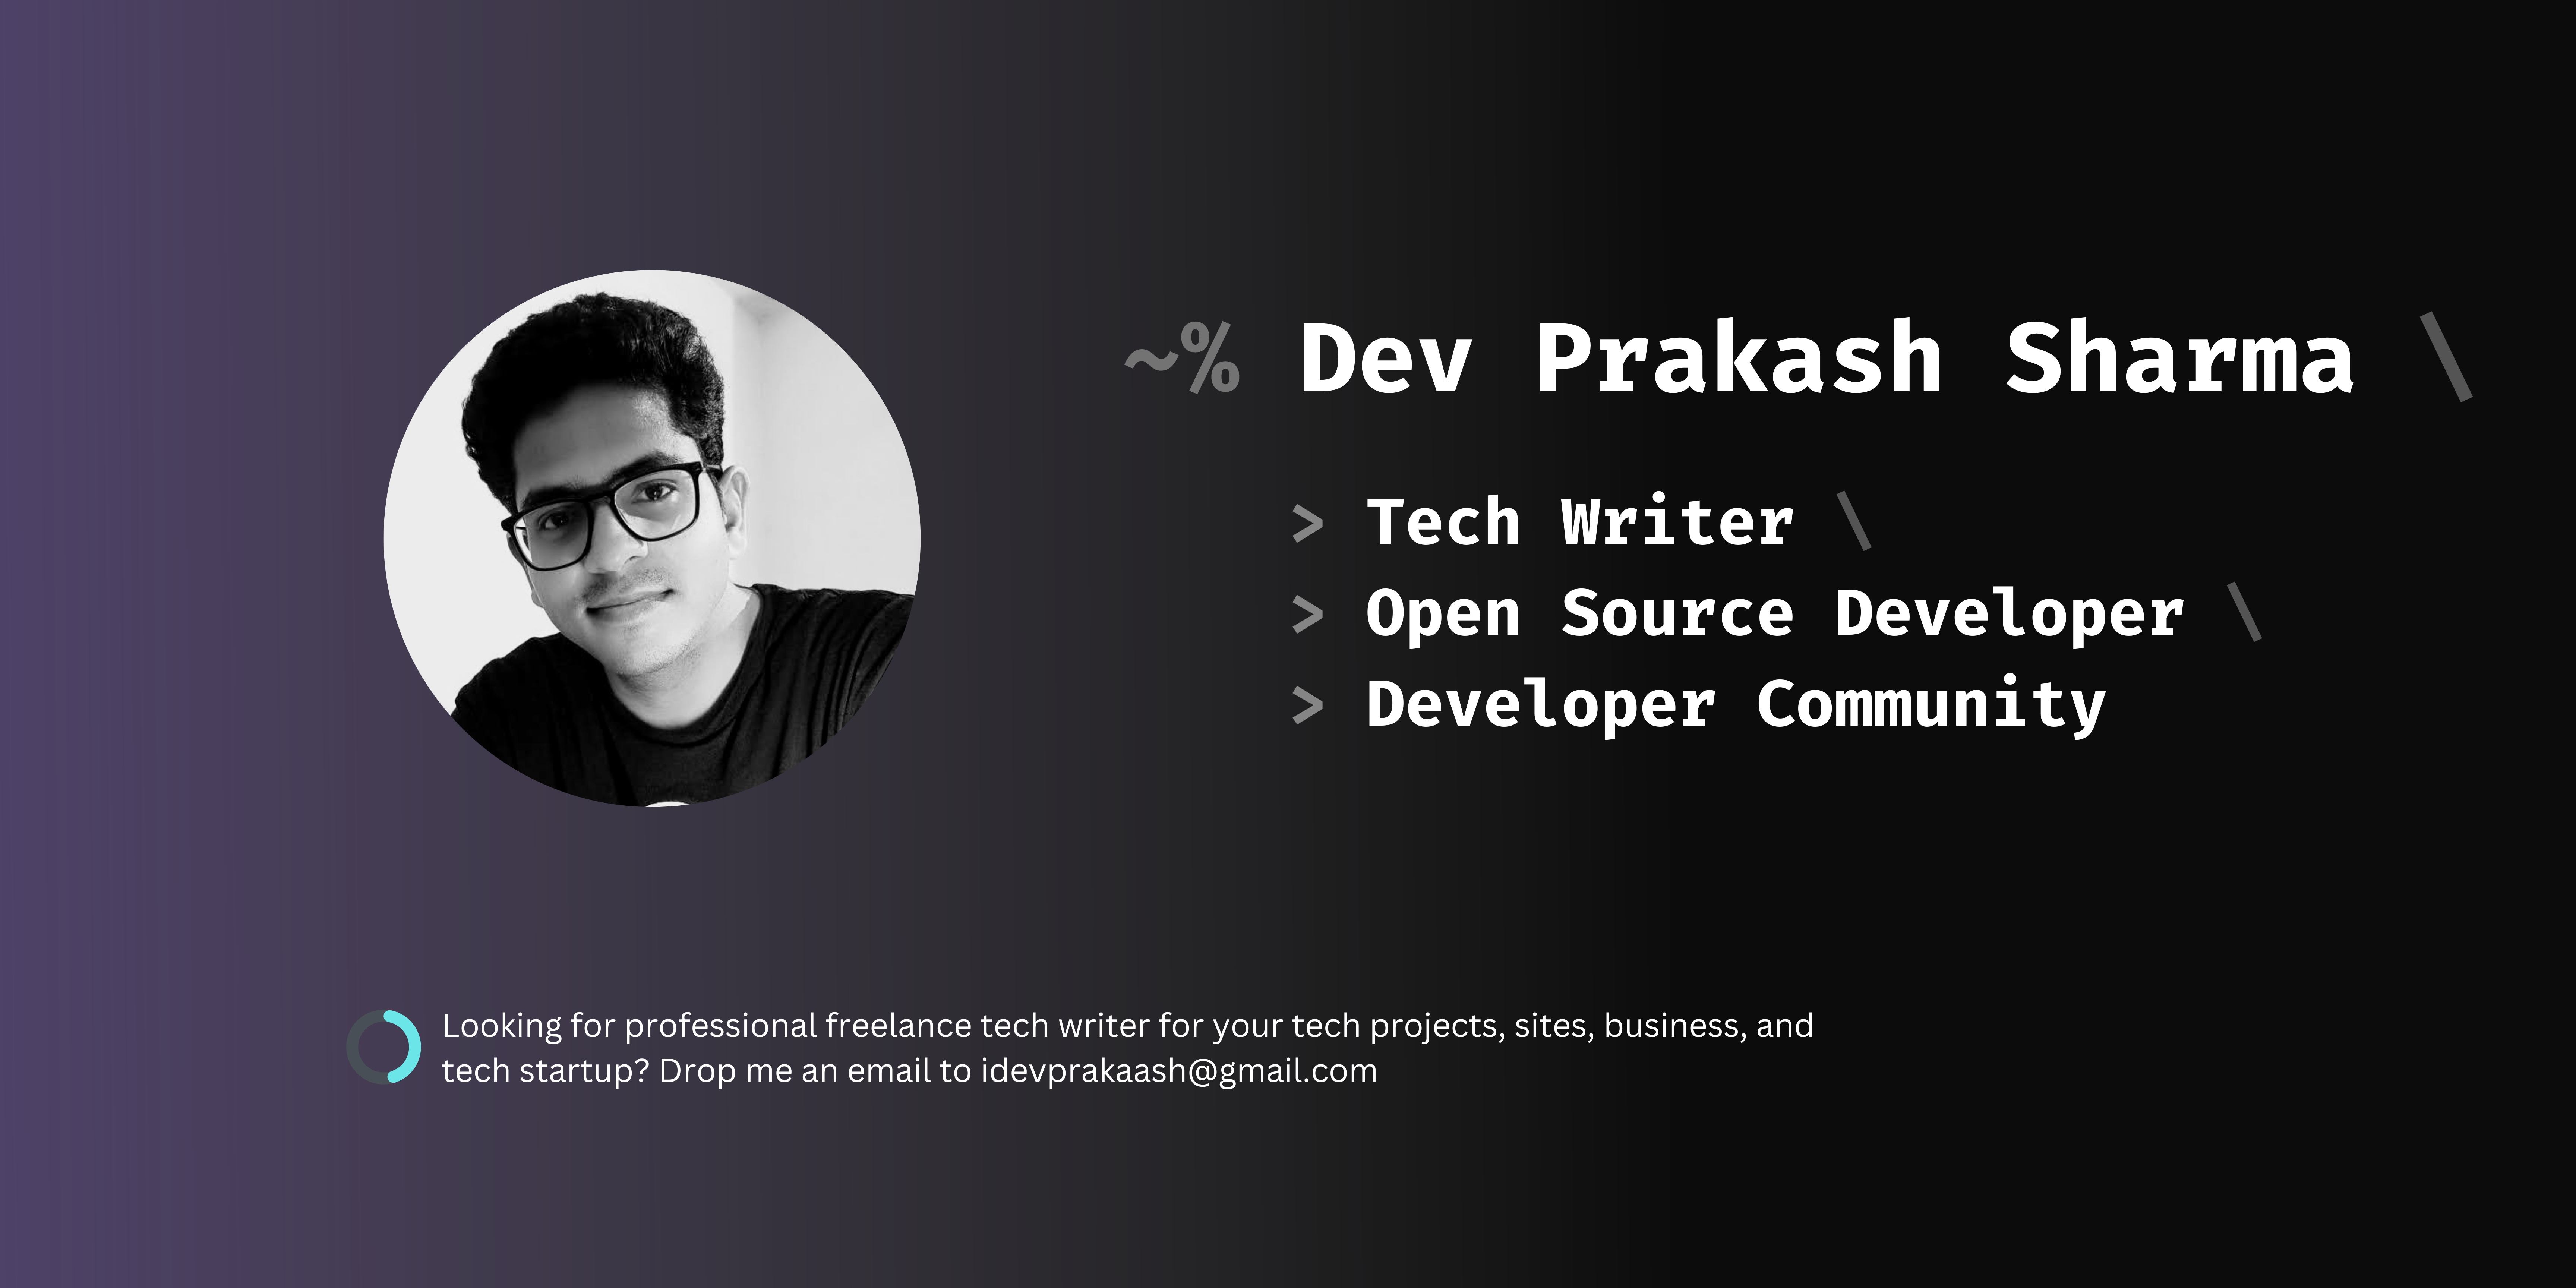 ~% Dev Prakash Sharma \
> Tech Writer \
> Open Source Developer \
> Developer Community
Looking for professional freelance tech writer for your tech projects, sites, business, and
tech startup? Drop me an email to idevprakaash@gmail.com